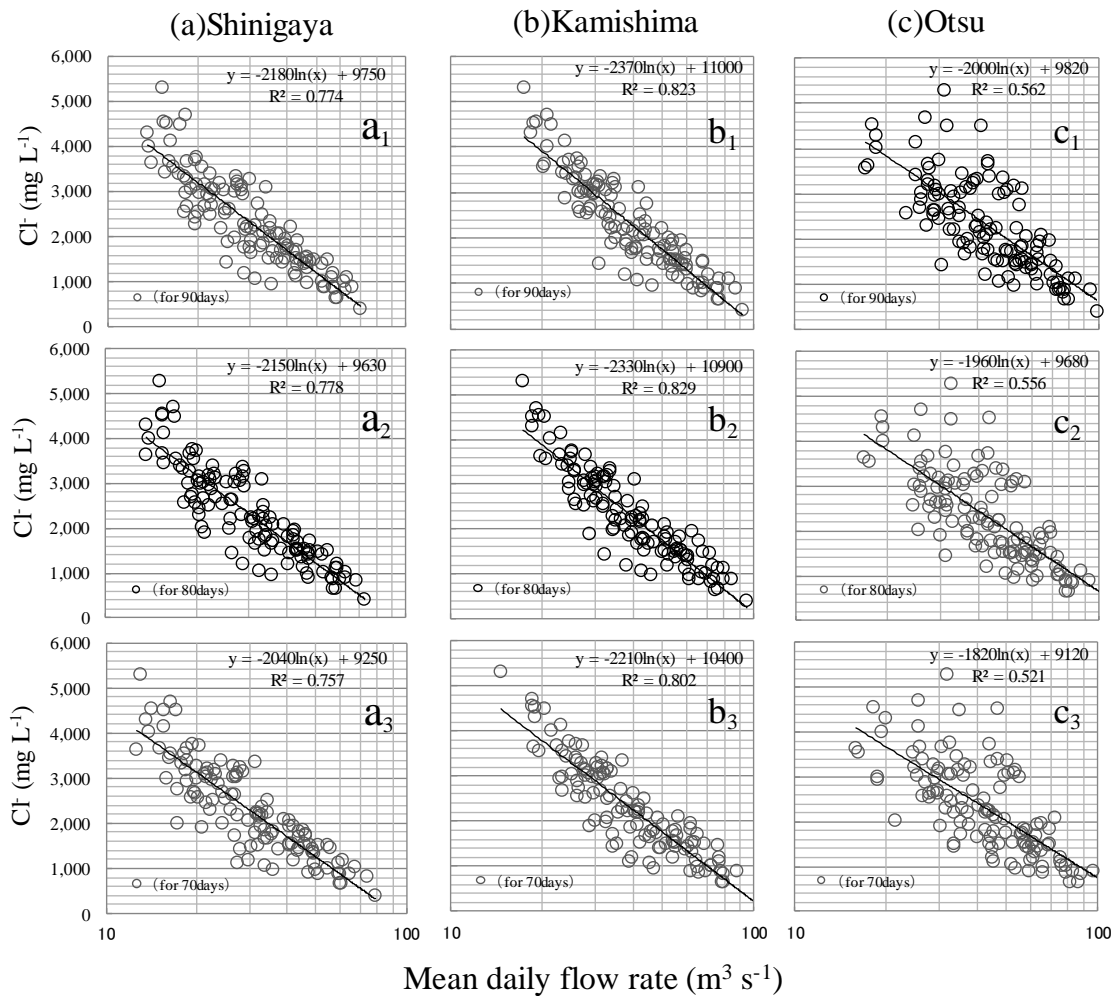 (a)Shinigaya (b)Kamishima (c)Otsu
6,000
y = -2180ln(x) + 9750
R² = 0.774
a1
5,000
4,000
3,000
2,000
1,000
0
Cl- (mg L-1)
(for 90days)
y = -2370ln(x) + 11000
R² = 0.823
b1
(for 90days)
y = -2000ln(x) + 9820
R² = 0.562
c1
(for 90days)
6,000
y = -2150ln(x) + 9630
R² = 0.778
a2
5,000
4,000
3,000
2,000
1,000
0
Cl- (mg L-1)
(for 80days)
y = -2330ln(x) + 10900
R² = 0.829
b2
(for 80days)
y = -1960ln(x) + 9680
R² = 0.556
c2
(for 80days)
6,000
y = -2040ln(x) + 9250
R² = 0.757
a3
5,000
4,000
3,000
2,000
1,000
0
Cl- (mg L-1)
(for 70days)
y = -2210ln(x) + 10400
R² = 0.802
b3
(for 70days)
y = -1820ln(x) + 9120
R² = 0.521
c3
(for 70days)
10 100 10 100 10 100
Mean daily flow rate (m3 s-1)